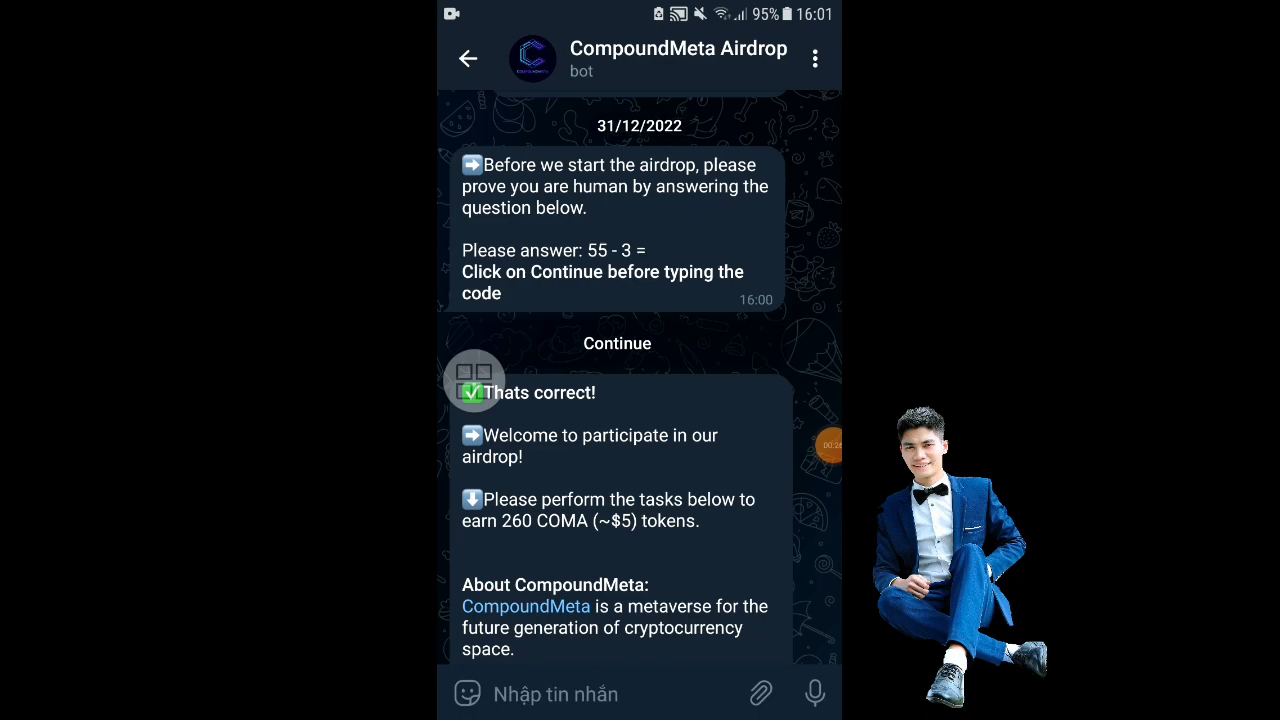 95% 16:01
CompoundMeta Airdrop
bot
31/12/2022
➡️Before we start the airdrop, please
prove you are human by answering the
question below.
Please answer: 55 - 3 =
Click on Continue before typing the
code
16:00
Continue
✅Thats correct!
➡️Welcome to participate in our
airdrop!
⬇️Please perform the tasks below to
earn 260 COMA (~$5) tokens.
About CompoundMeta:
CompoundMeta is a metaverse for the
future generation of cryptocurrency
space.
Nhập tin nhắn